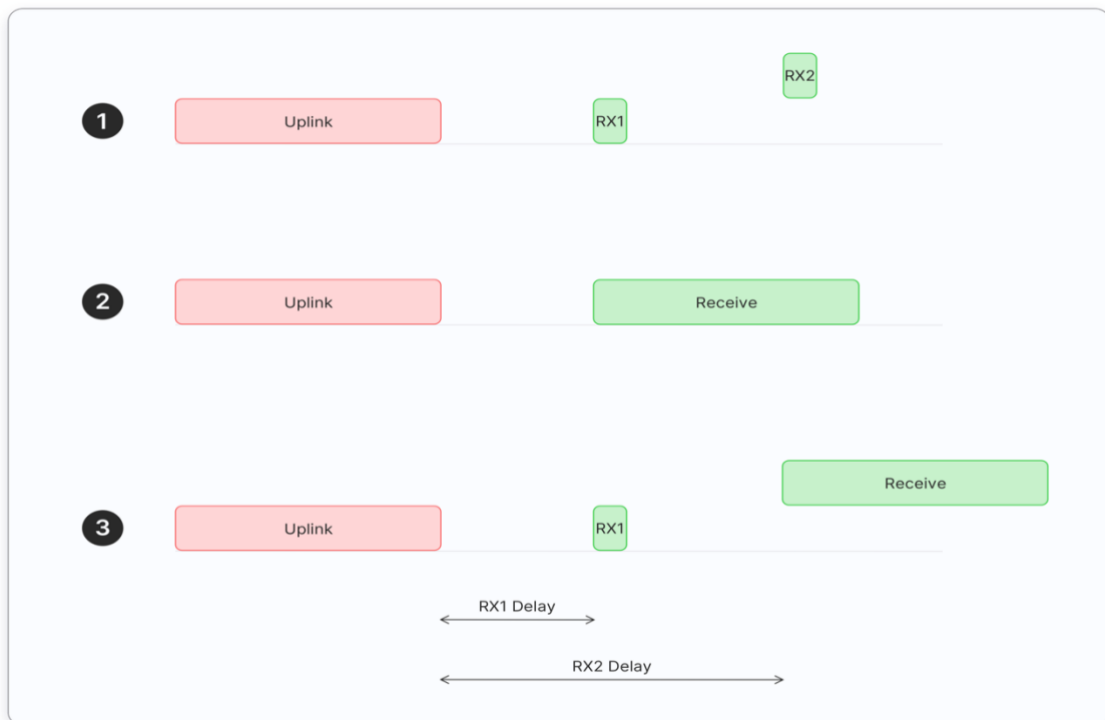 RX2
1
Uplink
RX1
2
Uplink
Receive
Receive
3
Uplink
RX1
RX1 Delay
RX2 Delay